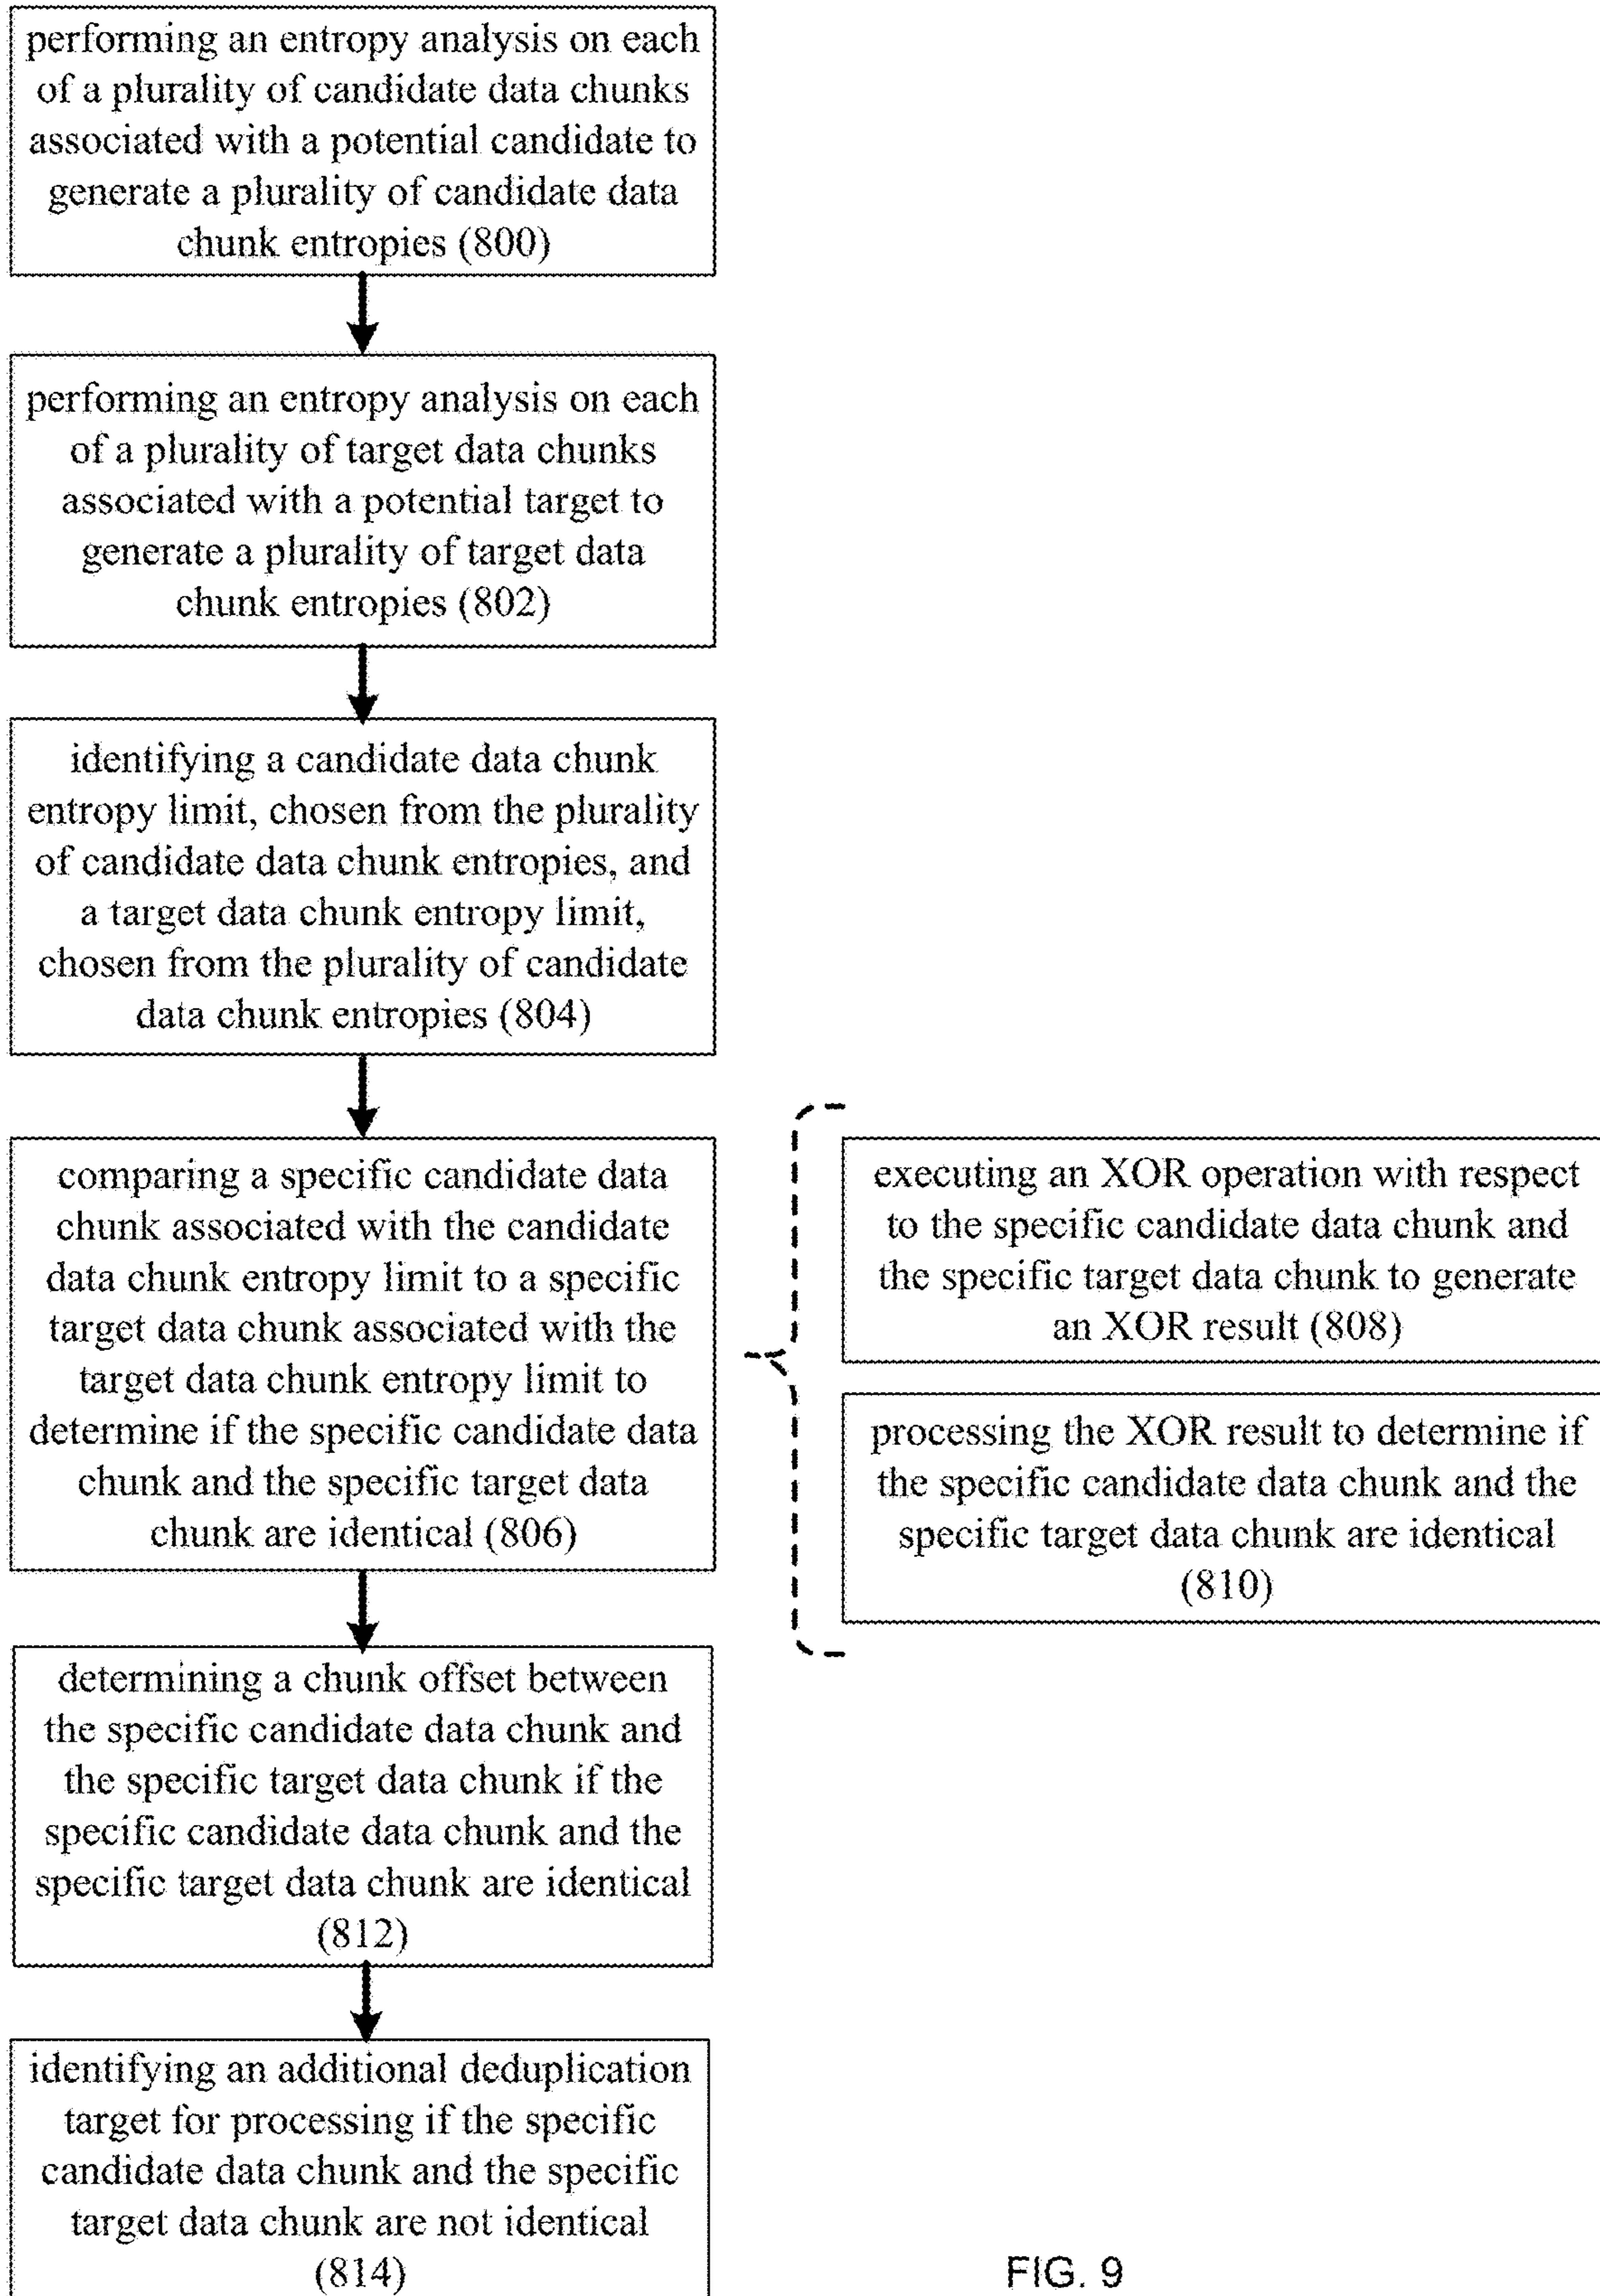 performing an entropy analysis on each
of a plurality of candidate data chunks
associated with a potential candidate to
generate a plurality of candidate data
chunk entropies (800)
performing an entropy analysis on each
of a plurality of target data chunks
associated with a potential target to
generate a plurality of target data
chunk entropies (802)
identifying a candidate data chunk
entropy limit, chosen from the plurality
of candidate data chunk entropies, and
a target data chunk entropy limit,
chosen from the plurality of candidate
data chunk entropies (804)
comparing a specific candidate data
chunk associated with the candidate
data chunk entropy limit to a specific
target data chunk associated with the
target data chunk entropy limit to
determine if the specific candidate data
chunk and the specific target data
chunk are identical (806)
executing an XOR operation with respect
to the specific candidate data chunk and
the specific target data chunk to generate
an XOR result (808)
processing the XOR result to determine if
the specific candidate data chunk and the
specific target data chunk are identical
(810)
determining a chunk offset between
the specific candidate data chunk and
the specific target data chunk if the
specific candidate data chunk and the
specific target data chunk are identical
(812)
identifying an additional deduplication
target for processing if the specific
candidate data chunk and the specific
target data chunk are not identical
(814)
FIG. 9